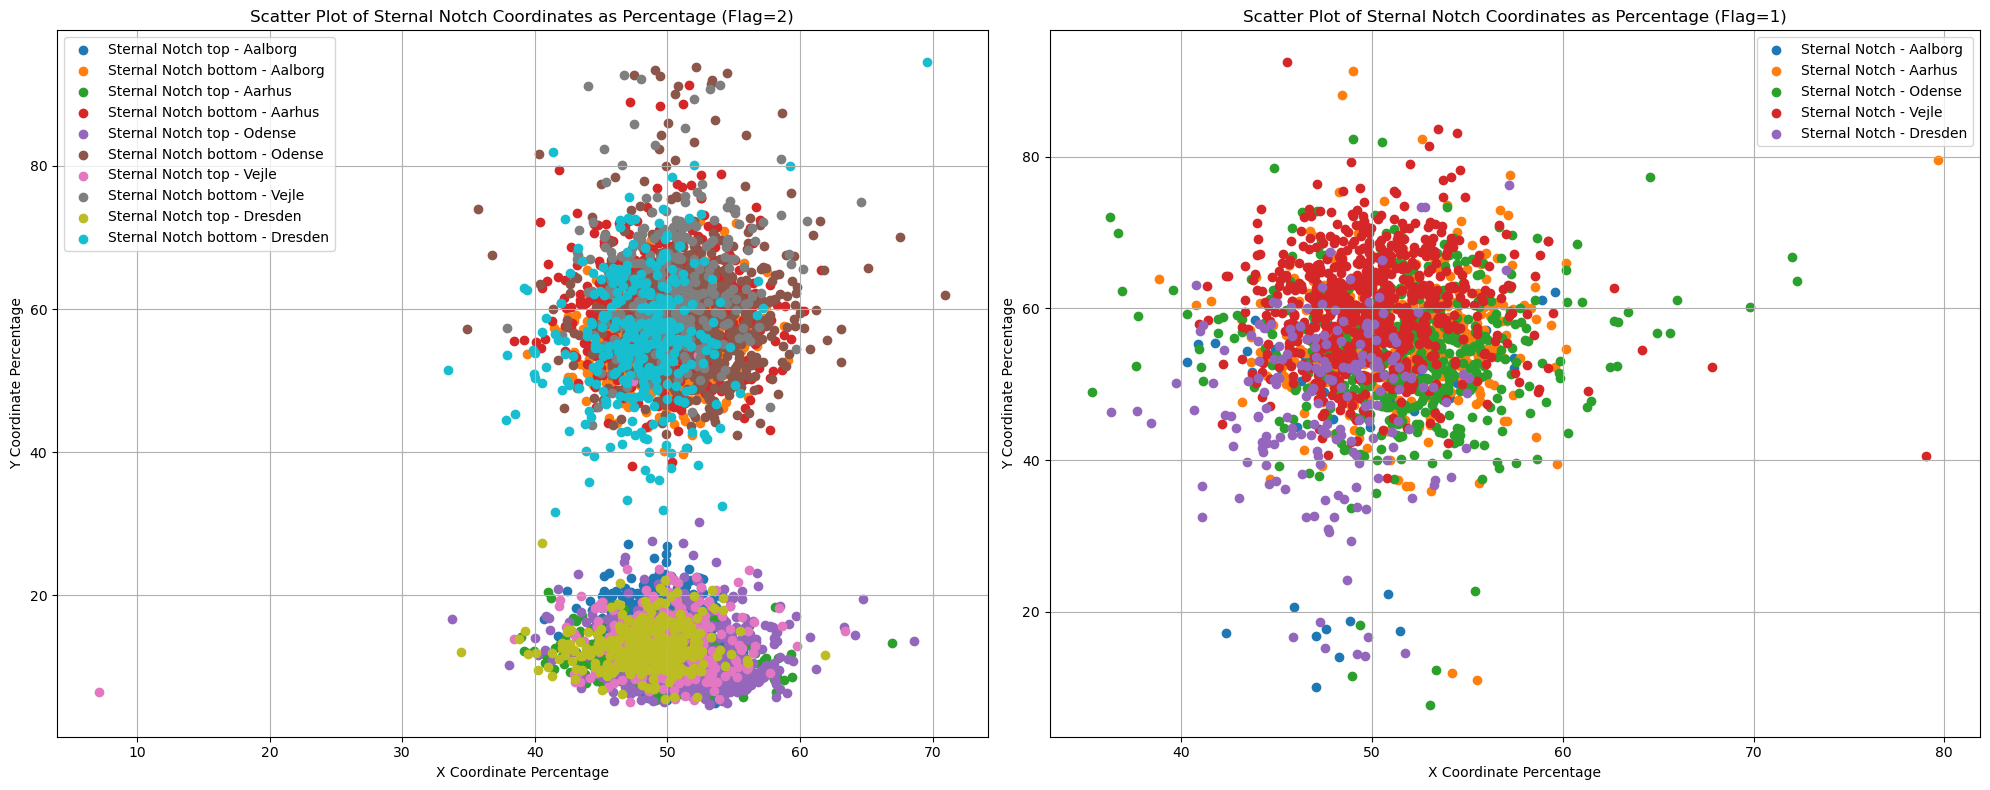 Scatter Plot of Sternal Notch Coordinates as Percentage (Flag=2)
Sternal Notch top - Aalborg
Sternal Notch bottom - Aalborg
Sternal Notch top - Aarhus
Sternal Notch bottom - Aarhus
Sternal Notch top - Odense
Sternal Notch bottom - Odense
Sternal Notch top - Vejle
Sternal Notch bottom - Vejle
Sternal Notch top - Dresden
Sternal Notch bottom - Dresden
Y Coordinate Percentage
80
60
40
20
10 20 30 40 50 60 70
X Coordinate Percentage
Scatter Plot of Sternal Notch Coordinates as Percentage (Flag=1)
Sternal Notch - Aalborg
Sternal Notch - Aarhus
Sternal Notch - Odense
Sternal Notch - Vejle
Sternal Notch - Dresden
Y Coordinate Percentage
80
60
40
20
40 50 60 70 80
X Coordinate Percentage